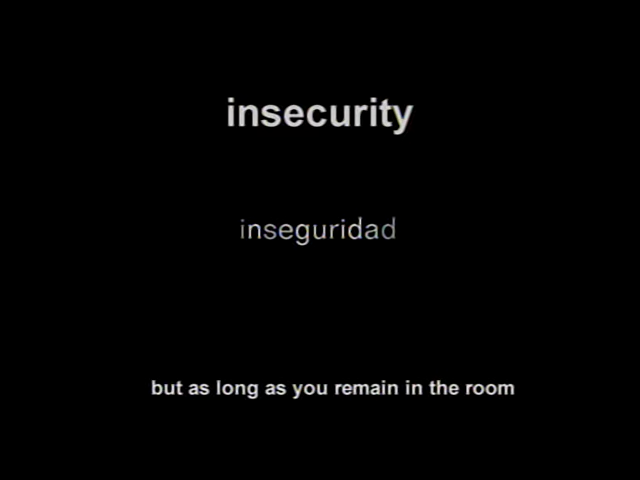 insecurity
inseguridad
but as long as you remain in the room